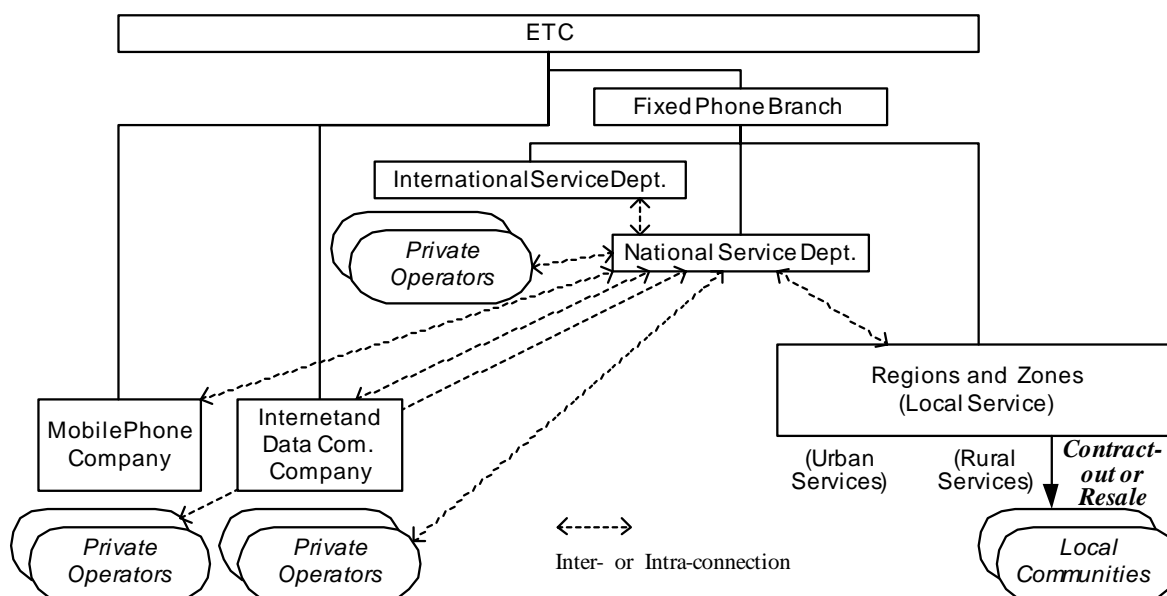 ETC
Fixed Phone Branch
International Service Dept.
Private
Operators
National Service Dept.
Regions and Zones
(Local Service)
Mobile Phone
Company
Internetand
Data Com.
Company
(Urban
Services)
(Rural
Services)
Contract-
out or
Resale
Private
Operators
Private
Operators
Inter- or Intra-connection
Local
Communities